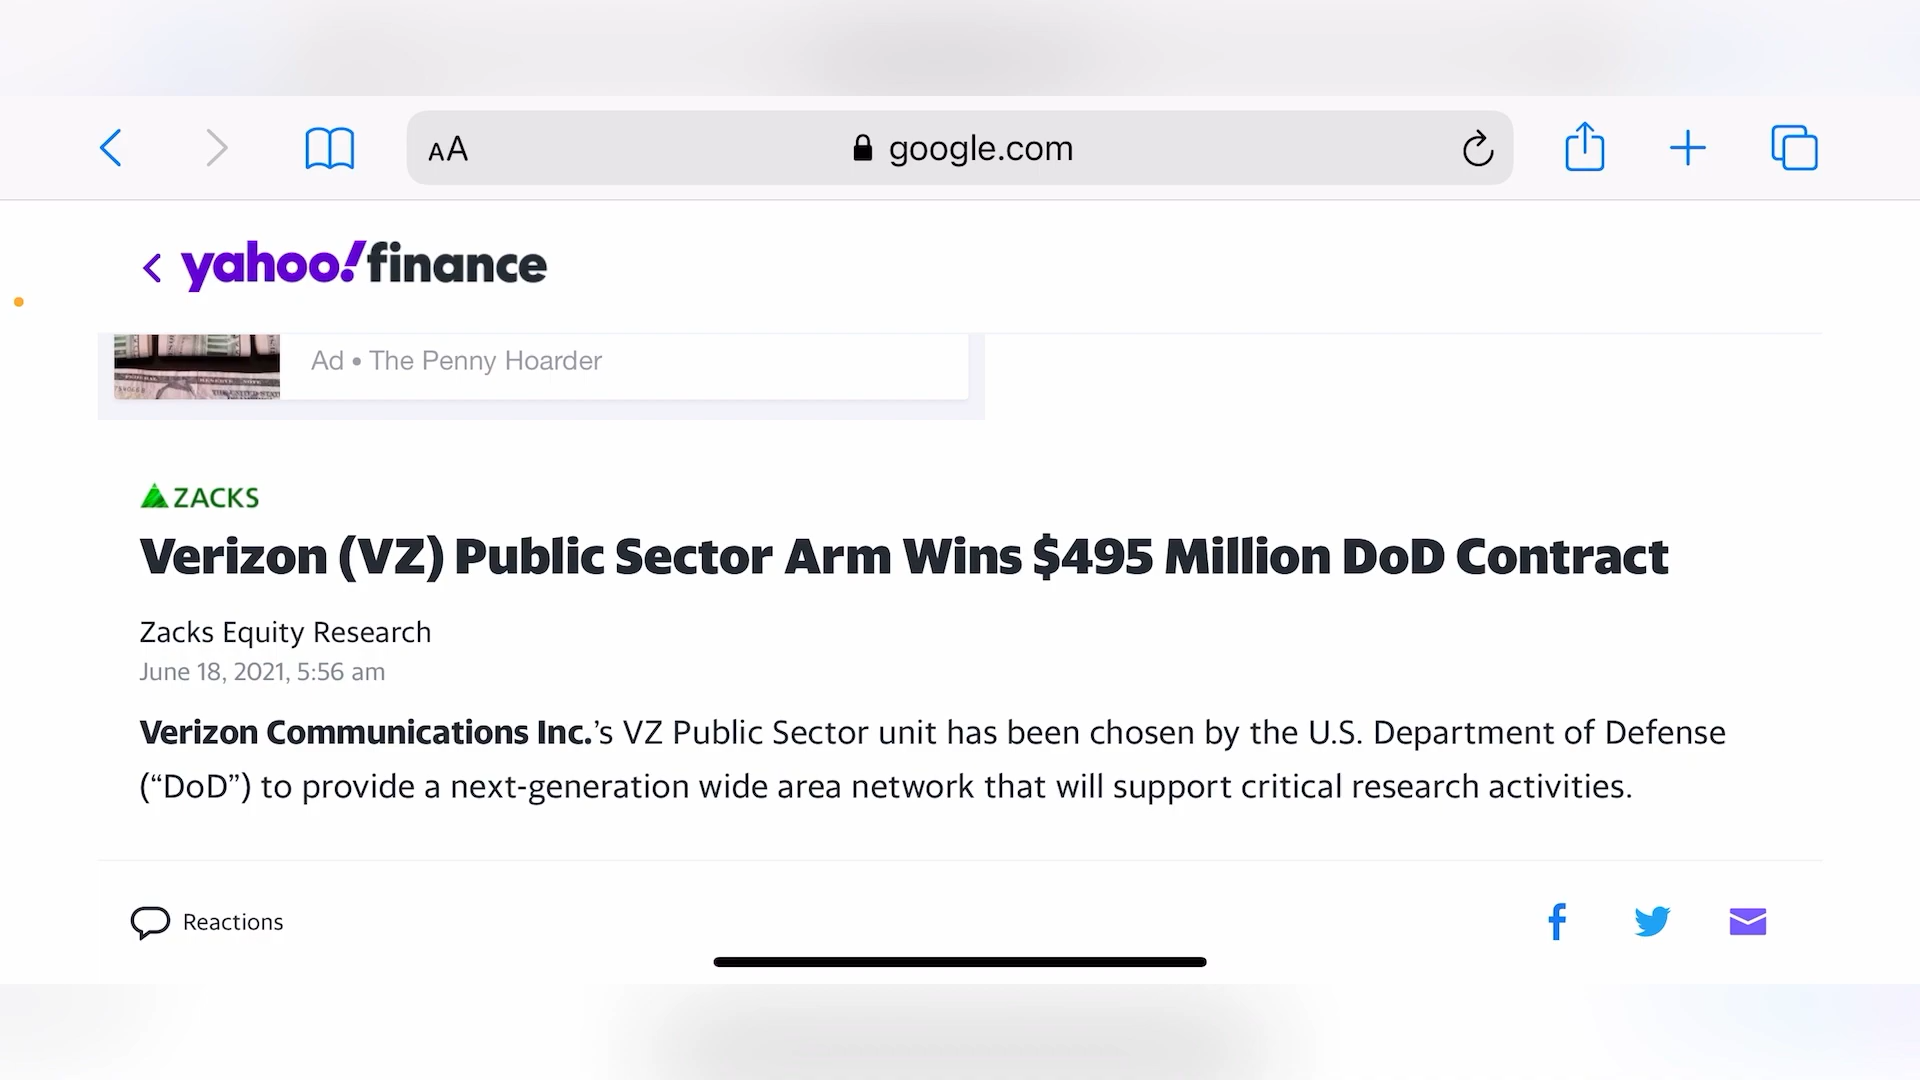 AA google.com
yahoo!finance
Ad • The Penny Hoarder
ZACKS
Verizon (VZ) Public Sector Arm Wins $495 Million DoD Contract
Zacks Equity Research
June 18, 2021, 5:56 am
Verizon Communications Inc.’s VZ Public Sector unit has been chosen by the U.S. Department of Defense
(“DoD”) to provide a next-generation wide area network that will support critical research activities.
Reactions